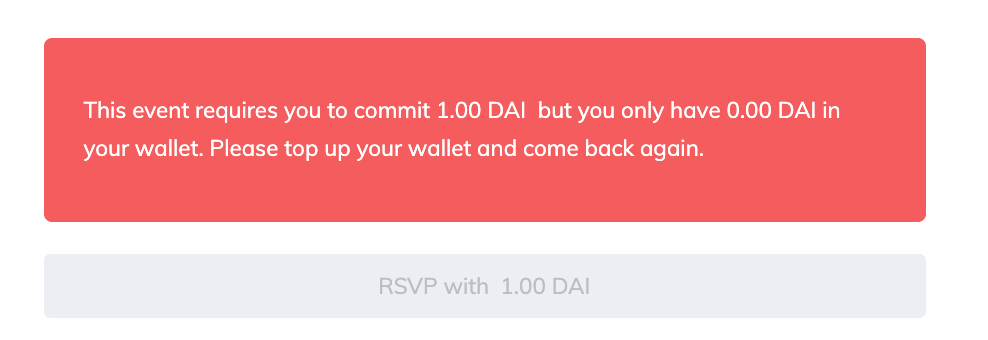 This event requires you to commit 1.00 DAI  but you only have 0.00 DAI in
your wallet. Please top up your wallet and come back again.
RSVP with  1.00 DAI